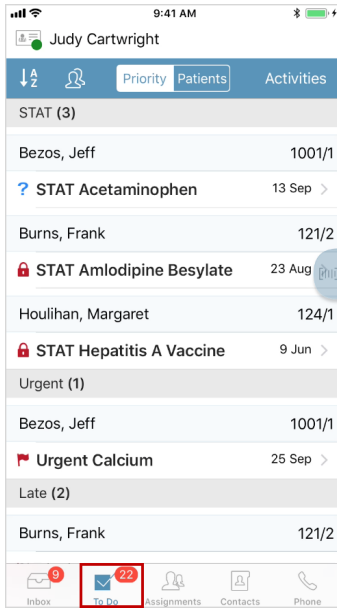 9:41 AM
Judy Cartwright
Priority Patients Activities
STAT (3)
Bezos, Jeff 1001/1
? STAT Acetaminophen 13 Sep
Burns, Frank 121/2
STAT Amlodipine Besylate 23 Aug
Houlihan, Margaret 124/1
STAT Hepatitis A Vaccine 9 Jun
Urgent (1)
Bezos, Jeff 1001/1
Urgent Calcium 25 Sep
Late (2)
Burns, Frank 121/2
9 22
Inbox To Do Assignments Contacts Phone